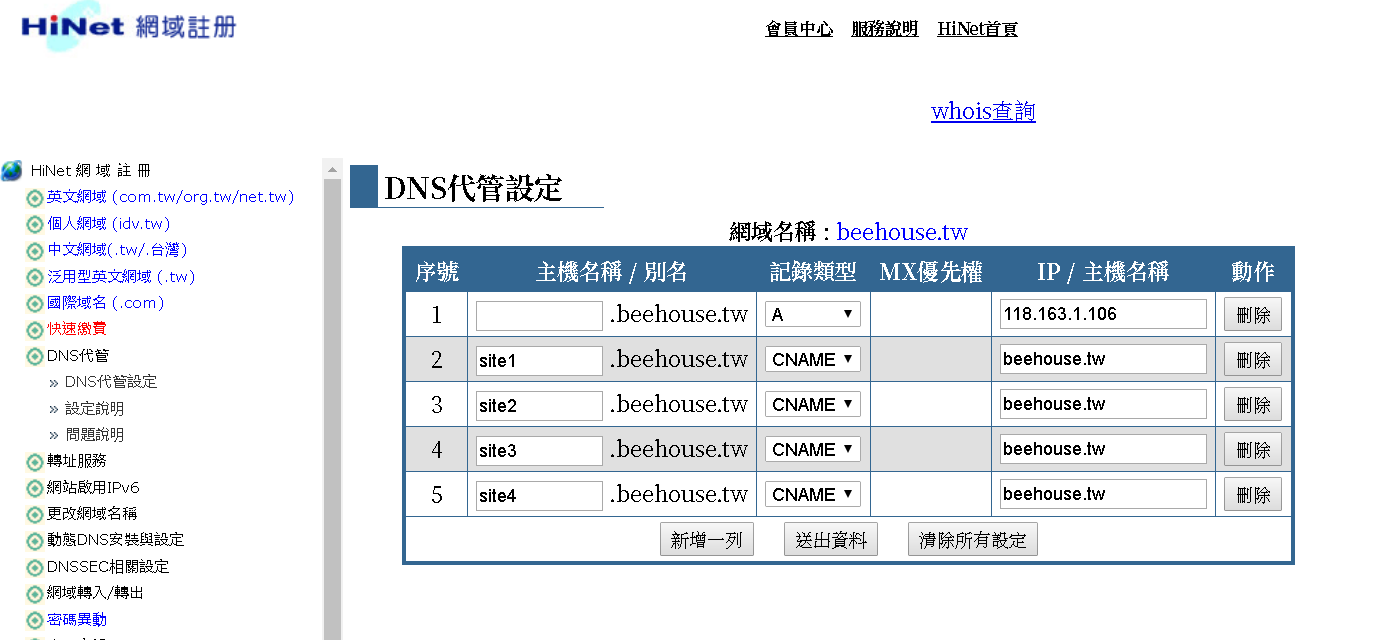 HiNet 網域註册
會員中心 服務說明 HiNet首頁
whois查詢
HiNet 網 域 註 冊
英文網域 (com.tw/org.tw/net.tw)
個人網域 (idv.tw)
中文網域(.tw/.台灣)
泛用型英文網域 (.tw)
國際域名 (.com)
快速繳費
DNS代管
» DNS代管設定
» 設定說明
» 問題說明
轉址服務
網站啟用IPv6
更改網域名稱
動態DNS安裝與設定
DNSSEC相關設定
網域轉入/轉出
密碼異動
DNS代管設定
網域名稱 : beehouse.tw
序號 主機名稱 / 別名 記錄類型 MX優先權 IP / 主機名稱 動作
1 .beehouse.tw A 118.163.1.106 刪除
2 site1 .beehouse.tw CNAME beehouse.tw 刪除
3 site2 .beehouse.tw CNAME beehouse.tw 刪除
4 site3 .beehouse.tw CNAME beehouse.tw 刪除
5 site4 .beehouse.tw CNAME beehouse.tw 刪除
新增一列 送出資料 清除所有設定